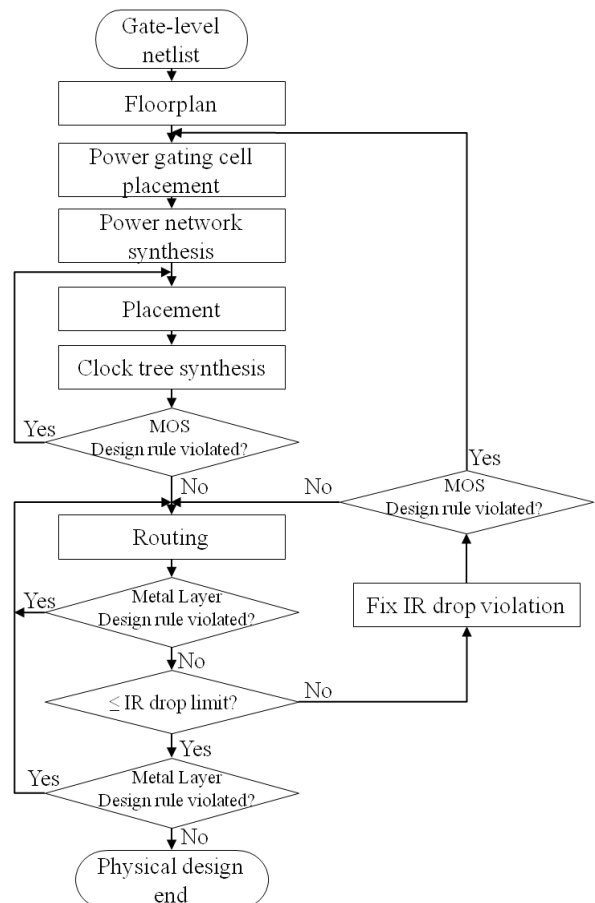 Gate-level
netlist
Floorplan
Power gating cell
placement
Power network
synthesis
Placement
Clock tree synthesis
Yes
MOS
Design rule violated?
No
Yes
No
MOS
Design rule violated?
Routing
Yes
Metal Layer
Design rule violated?
Fix IR drop violation
No
≤ IR drop limit?
No
Yes
Yes
Metal Layer
Design rule violated?
No
Physical design
end